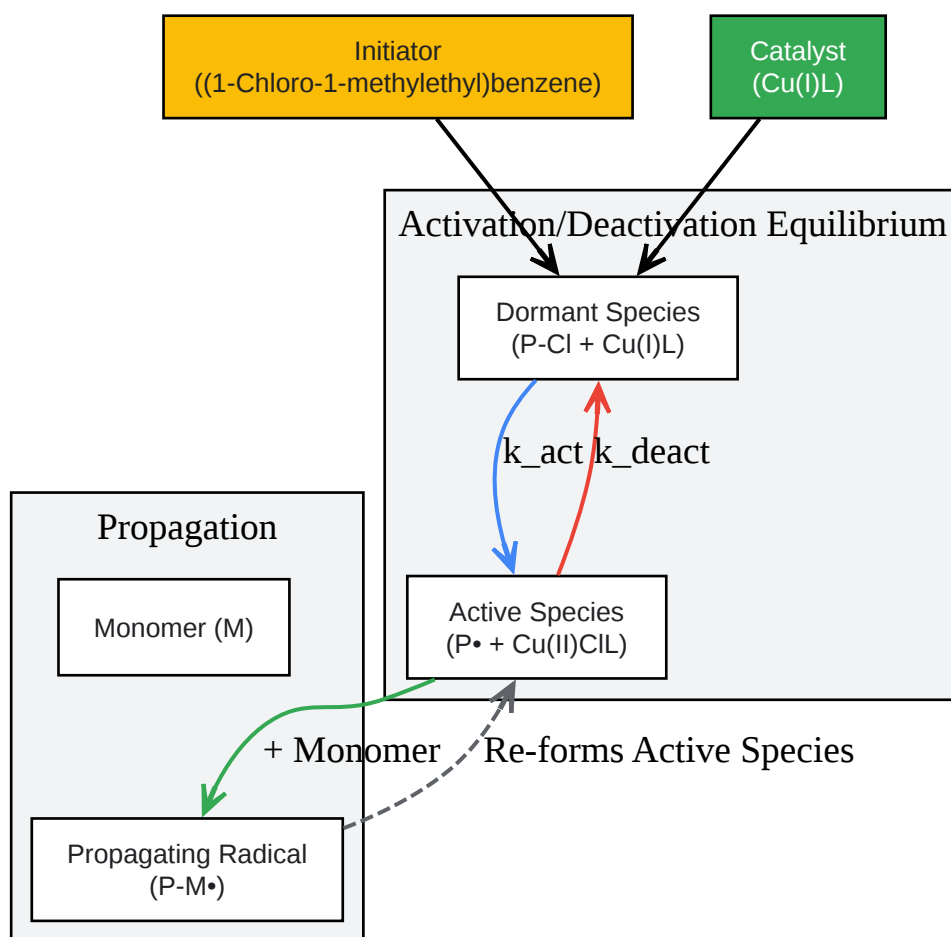 Initiator
((1-Chloro-1-methylethyl)benzene)
Catalyst
(Cu(I)L)
Activation/Deactivation Equilibrium
Dormant Species
(P-Cl + Cu(I)L)
k_act
k_deact
Propagation
Monomer (M)
Active Species
(P• + Cu(II)ClL)
+ Monomer
Re-forms Active Species
Propagating Radical
(P-M•)